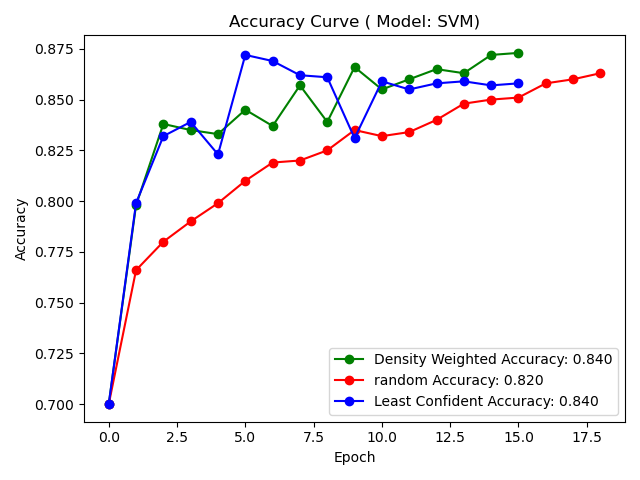 Accuracy Curve ( Model: SVM)
0.875
0.850
0.825
0.800
0.775
0.750
0.725
0.700
Accuracy
Density Weighted Accuracy: 0.840
random Accuracy: 0.820
Least Confident Accuracy: 0.840
0.0 2.5 5.0 7.5 10.0 12.5 15.0 17.5
Epoch